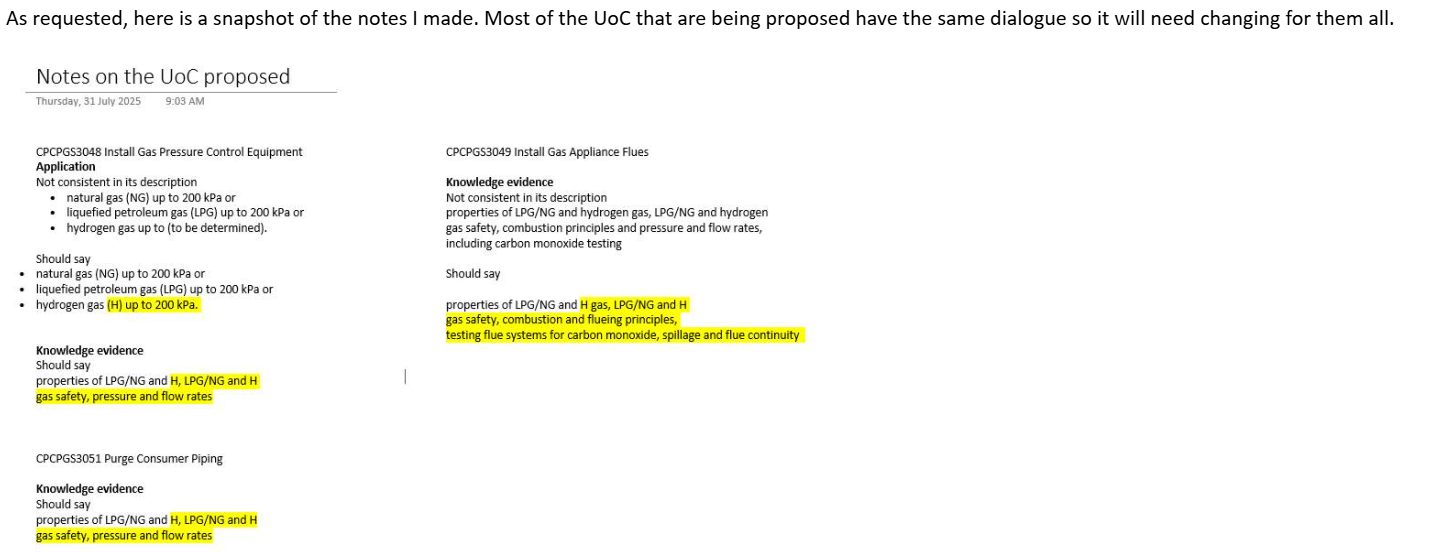 As requested, here is a snapshot of the notes I made. Most of the UoC that are being proposed have the same dialogue so it will need changing for them all.
Notes on the UoC proposed
Thursday, 31 July 2025 9:03 AM
CPCPGS3048 Install Gas Pressure Control Equipment
Application
Not consistent in its description
• natural gas (NG) up to 200 kPa or
• liquefied petroleum gas (LPG) up to 200 kPa or
• hydrogen gas up to (to be determined).
Should say
• natural gas (NG) up to 200 kPa or
• liquefied petroleum gas (LPG) up to 200 kPa or
• hydrogen gas (H) up to 200 kPa.
Knowledge evidence
Should say
properties of LPG/NG and H, LPG/NG and H
gas safety, pressure and flow rates
CPCPGS3051 Purge Consumer Piping
Knowledge evidence
Should say
properties of LPG/NG and H, LPG/NG and H
gas safety, pressure and flow rates
CPCPGS3049 Install Gas Appliance Flues
Knowledge evidence
Not consistent in its description
properties of LPG/NG and hydrogen gas, LPG/NG and hydrogen
gas safety, combustion principles and pressure and flow rates,
including carbon monoxide testing
Should say
properties of LPG/NG and H gas, LPG/NG and H
gas safety, combustion and flueing principles,
testing flue systems for carbon monoxide, spillage and flue continuity